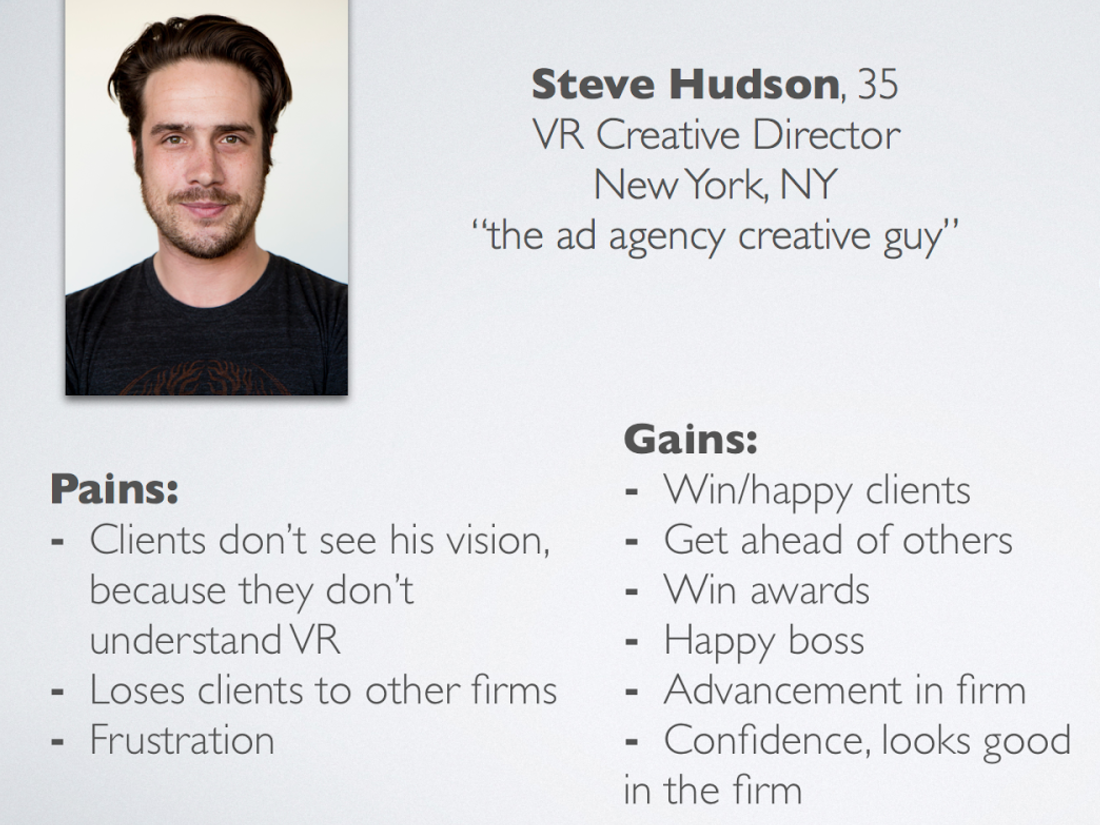 Steve Hudson, 35
VR Creative Director
New York, NY
“the ad agency creative guy”
Pains:
- Clients don’t see his vision,
because they don’t
understand VR
- Loses clients to other firms
- Frustration
Gains:
- Win/happy clients
- Get ahead of others
- Win awards
- Happy boss
- Advancement in firm
- Confidence, looks good
in the firm